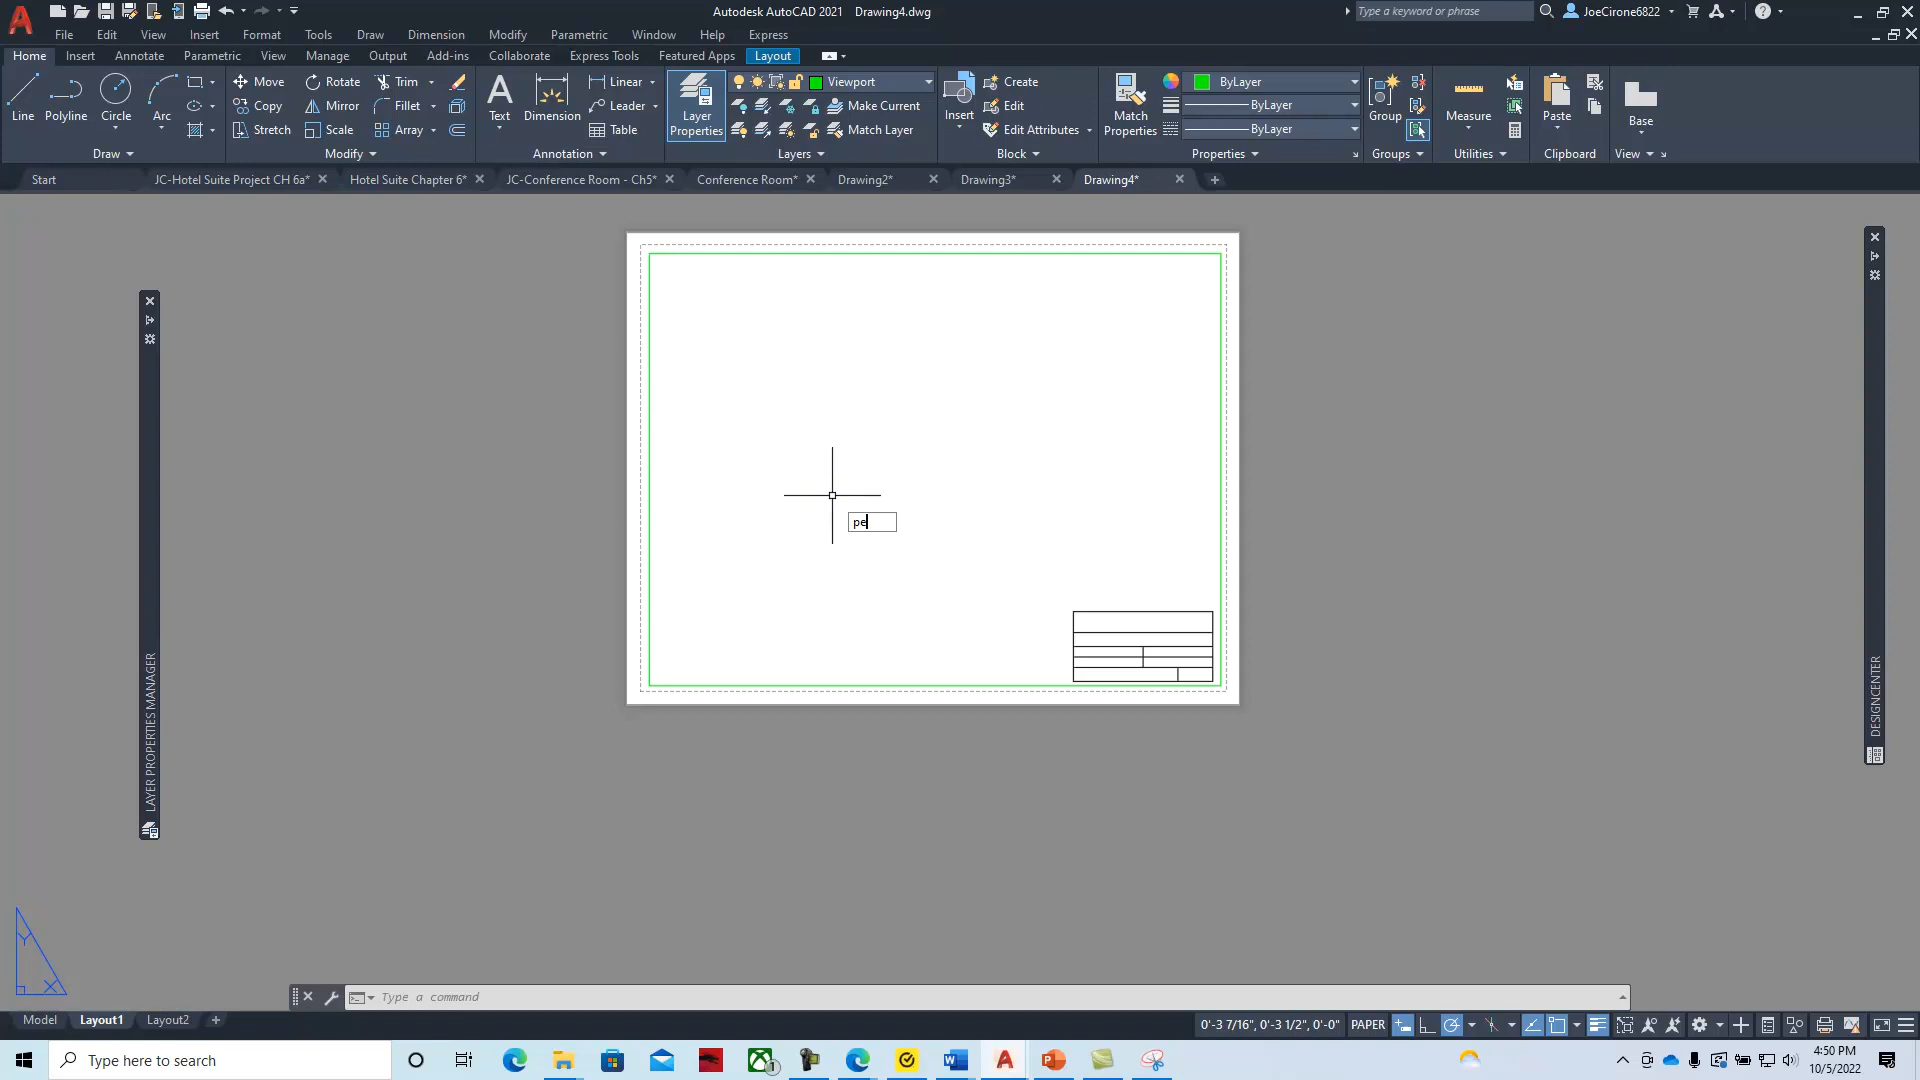 Autodesk AutoCAD 2021 Drawing4.dwg
Type a keyword or phrase
JoeCirone6822
File Edit View Insert Format Tools Draw Dimension Modify Parametric Window Help Express
Home Insert Annotate Parametric View Manage Output Add-ins Collaborate Express Tools Featured Apps Layout
Line Polyline Circle Arc
Draw
Move Rotate Trim
Copy Mirror Fillet
Stretch Scale Array
Modify
Text Dimension
Linear
Leader
Table
Annotation
Layer Properties
Viewport
Make Current
Match Layer
Layers
Insert
Create
Edit
Edit Attributes
Block
Match Properties
ByLayer
ByLayer
ByLayer
Properties
Group
Groups
Measure
Utilities
Paste
Clipboard
Base
View
Start JC-Hotel Suite Project CH 6a* Hotel Suite Chapter 6* JC-Conference Room - Ch5* Conference Room* Drawing2* Drawing3* Drawing4*
LAYER PROPERTIES MANAGER
pe
DESIGNCENTER
Y
X
Type a command
Model Layout1 Layout2
0'-3 7/16", 0'-3 1/2", 0'-0" PAPER
Type here to search
1
4:50 PM
10/5/2022